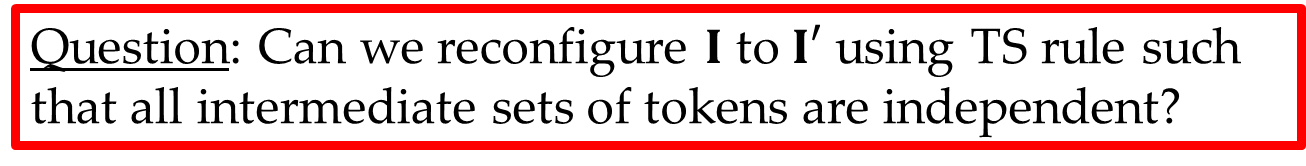 Question: Can we reconfigure I to I′ using TS rule such
that all intermediate sets of tokens are independent?